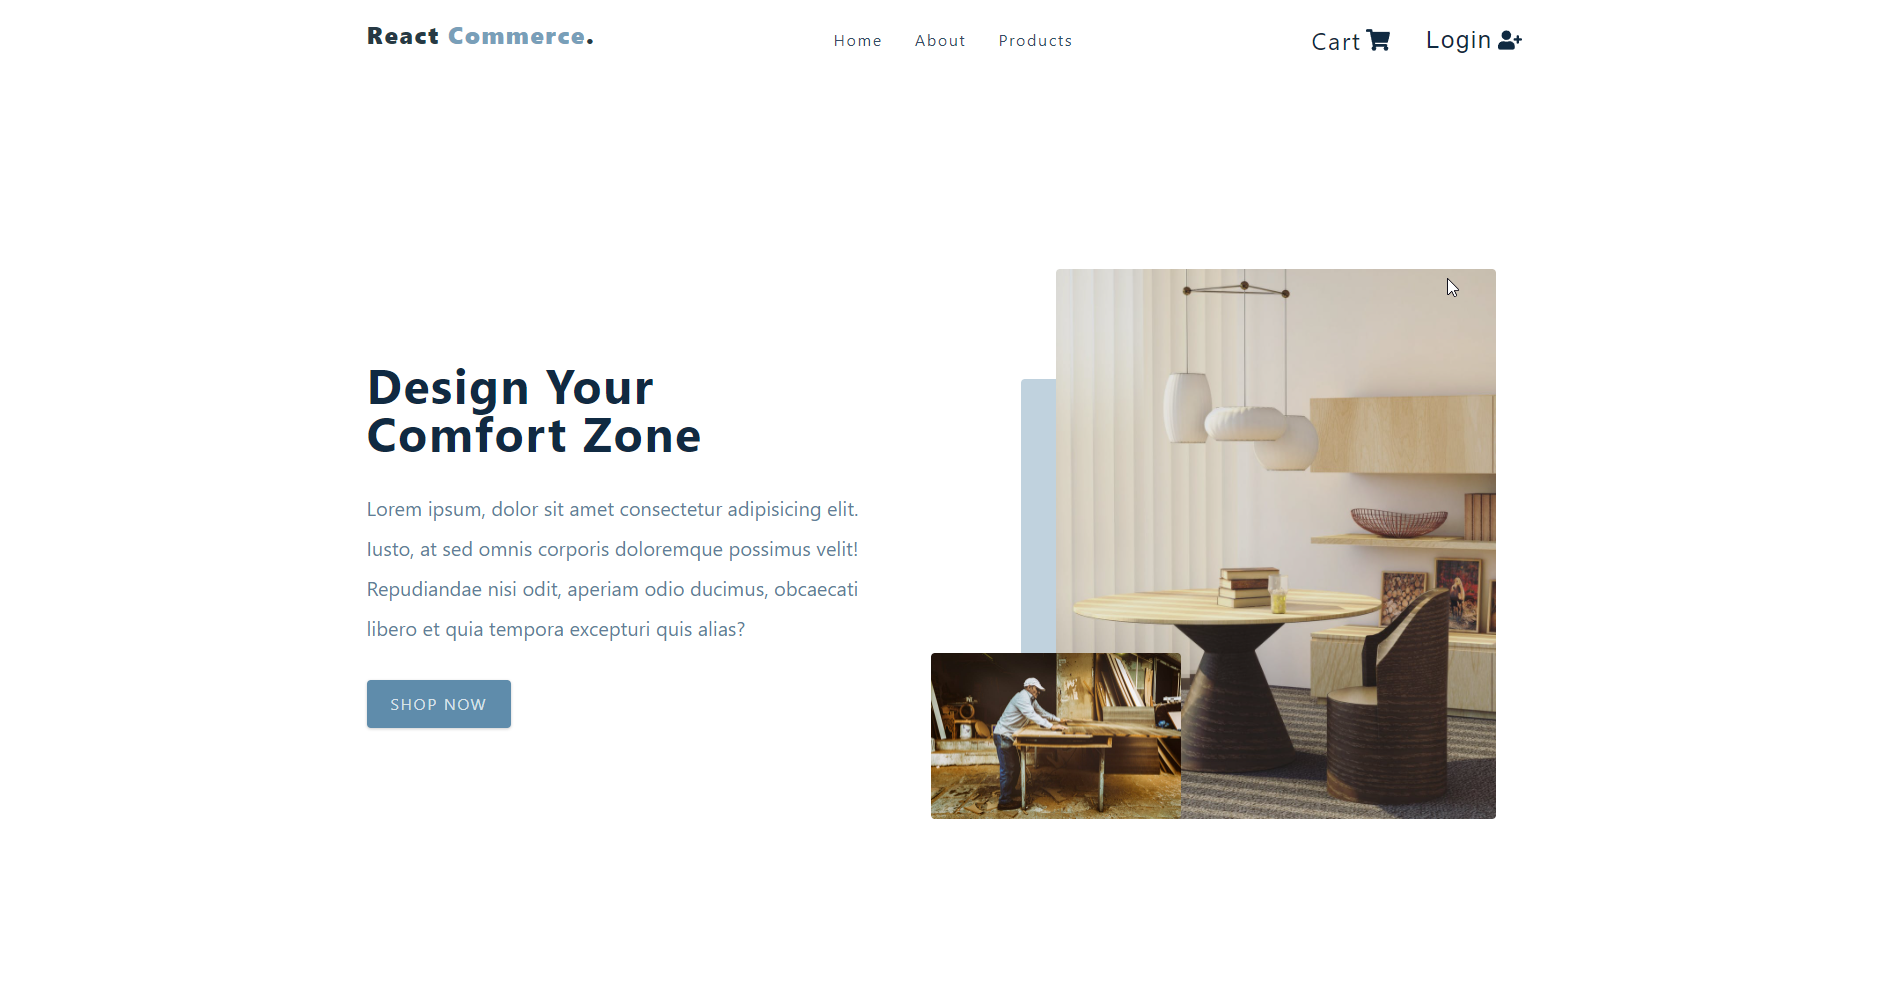 React Commerce.
Home About Products
Cart Login
Design Your
Comfort Zone
Lorem ipsum, dolor sit amet consectetur adipisicing elit.
Iusto, at sed omnis corporis doloremque possimus velit!
Repudiandae nisi odit, aperiam odio ducimus, obcaecati
libero et quia tempora excepturi quis alias?
SHOP NOW